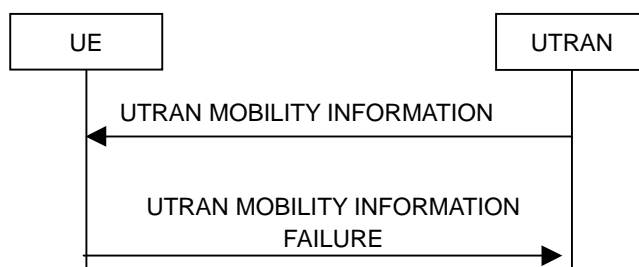 UE
UTRAN
UTRAN MOBILITY INFORMATION
UTRAN MOBILITY INFORMATION
FAILURE